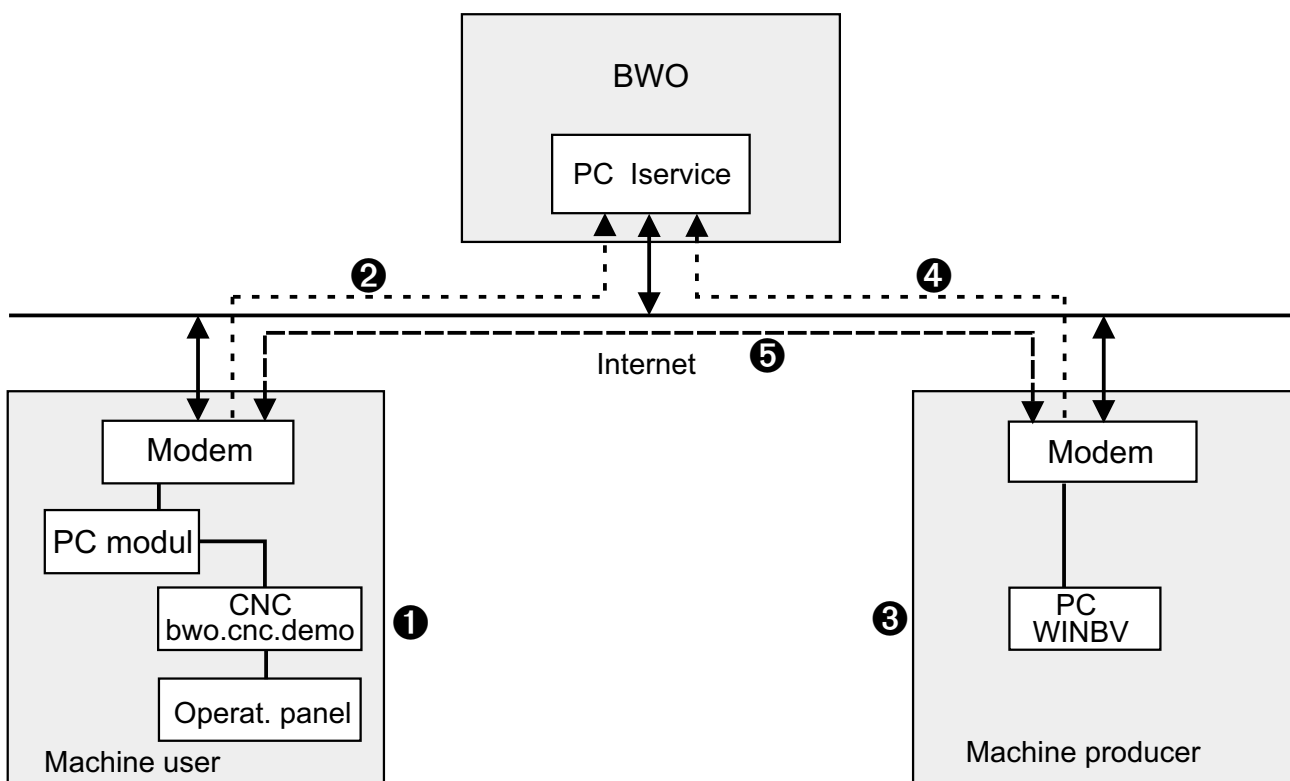 BWO
PC Iservice
❷
❹
Internet
❺
Modem
PC modul
CNC
bwo.cnc.demo
Operat. panel
Machine user
❶
❸
Modem
PC
WINBV
Machine producer